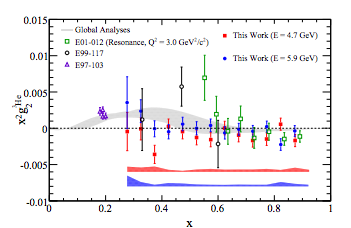 0.015
Global Analyses
E01-012 (Resonance, Q² = 3.0 GeV²/c²)
E99-117
E97-103
This Work (E = 4.7 GeV)
This Work (E = 5.9 GeV)
0.01
0.005
0.0
-0.005
-0.01
x²g₂³He
0
0.2
0.4
0.6
0.8
1
x